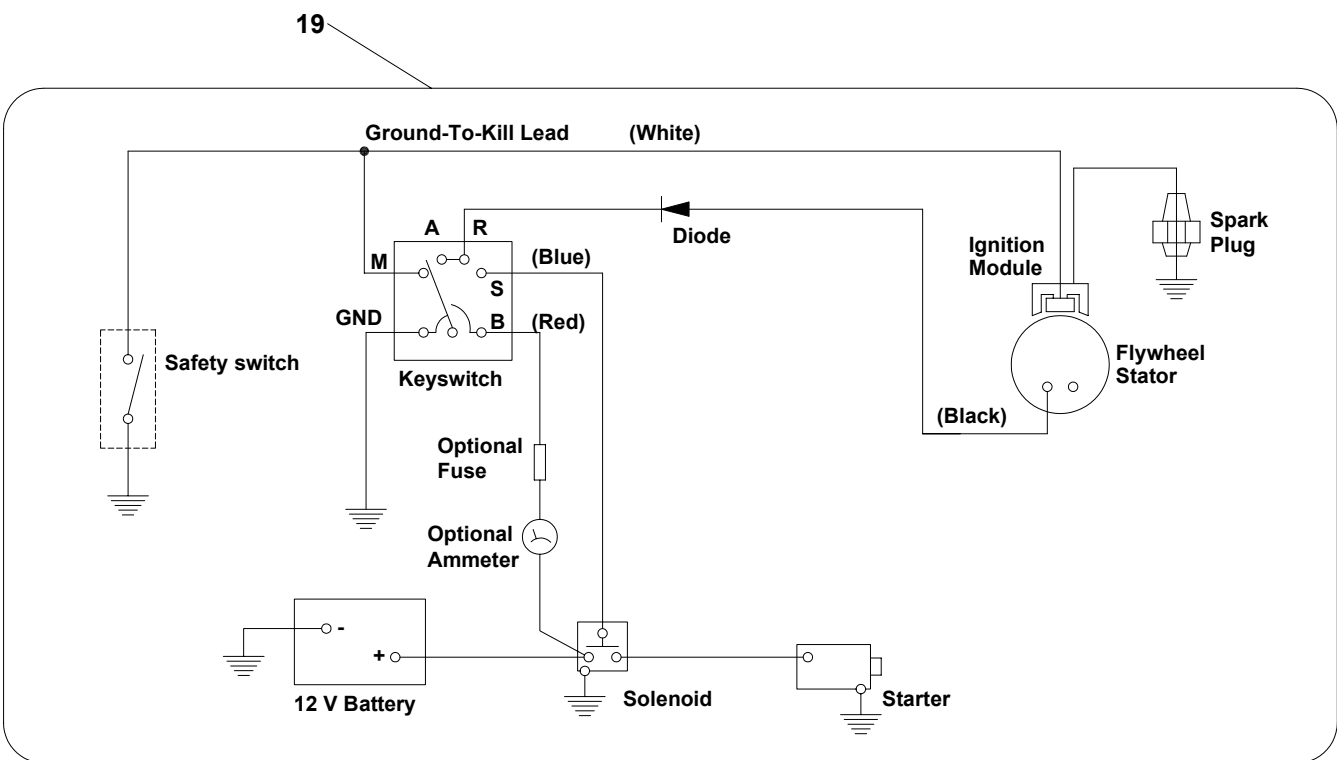 19
Ground-To-Kill Lead (White)
A R
Diode
Ignition
Module
Spark
Plug
M
(Blue)
S
GND
B (Red)
Keyswitch
Safety switch
Flywheel
Stator
(Black)
Optional
Fuse
Optional
Ammeter
-
+
12 V Battery
Solenoid
Starter